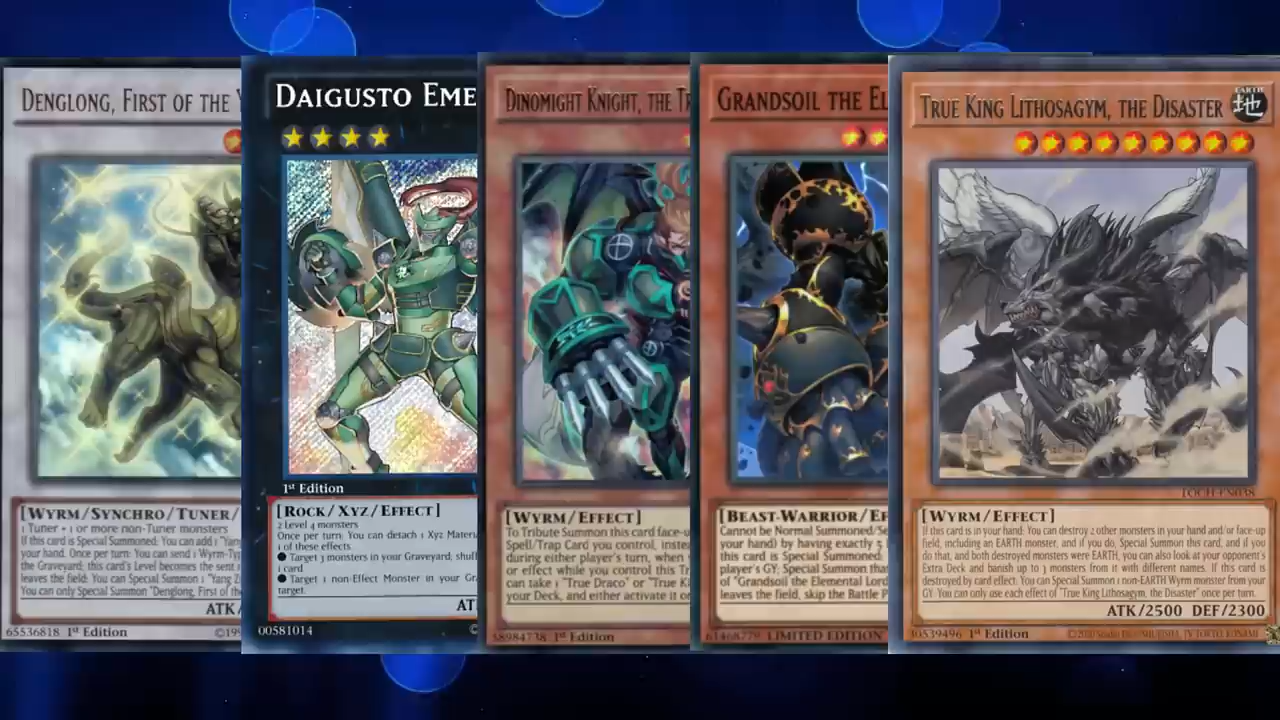 DENGLONG, FIRST OF THE
[WYRM/SYNCHRO/TUNER/
1 Tuner + 1 or more non-Tuner monsters
If this card is Special Summoned: You can add 1 "Yang
your hand. Once per turn: You can send 1 Wyrm-Typ
the Graveyard; this card's Level becomes the sent
leaves the field: You can Special Summon 1 "Yang Zi
You can only Special Summon "Denglong, First of the
ATK/
65536818 1st Edition
DAIGUSTO EME
1st Edition
[ROCK/XYZ/EFFECT]
2 Level 4 monsters
Once per turn: You can detach 1 Xyz Materi
1 of these effects.
● Target 3 monsters in your Graveyard; shuf
1 card
● Target 1 non-Effect Monster in your Gr
target.
AT
00581014
DINOMIGHT KNIGHT, THE TR
[WYRM/EFFECT]
To Tribute Summon this card face-u
Spell/Trap Card you control, instea
during either player's turn, when y
or effect while you control this Tr
can take 1 "True Draco" or "True K
your Deck, and either activate it or
58984738 1st Edition
GRANDSOIL THE EL
[BEAST-WARRIOR/EF
Cannot be Normal Summoned/Se
your hand) by having exactly 5
this card is Special Summoned:
player's GY; Special Summon tha
of "Grandsoil the Elemental Lord
leaves the field, skip the Battle P
61468779 LIMITED EDITION
TRUE KING LITHOSAGYM, THE DISASTER
EARTH
地
TOCH-EN038
[WYRM/EFFECT]
If this card is in your hand: You can destroy 2 other monsters in your hand and/or face-up
field, including an EARTH monster, and if you do, Special Summon this card, and if you
do that, and both destroyed monsters were EARTH, you can also look at your opponent's
Extra Deck and banish up to 3 monsters from it with different names. If this card is
destroyed by card effect: You can Special Summon 1 non-EARTH Wyrm monster from your
GY. You can only use each effect of "True King Lithosagym, the Disaster" once per turn.
ATK/2500 DEF/2300
30539496 1st Edition